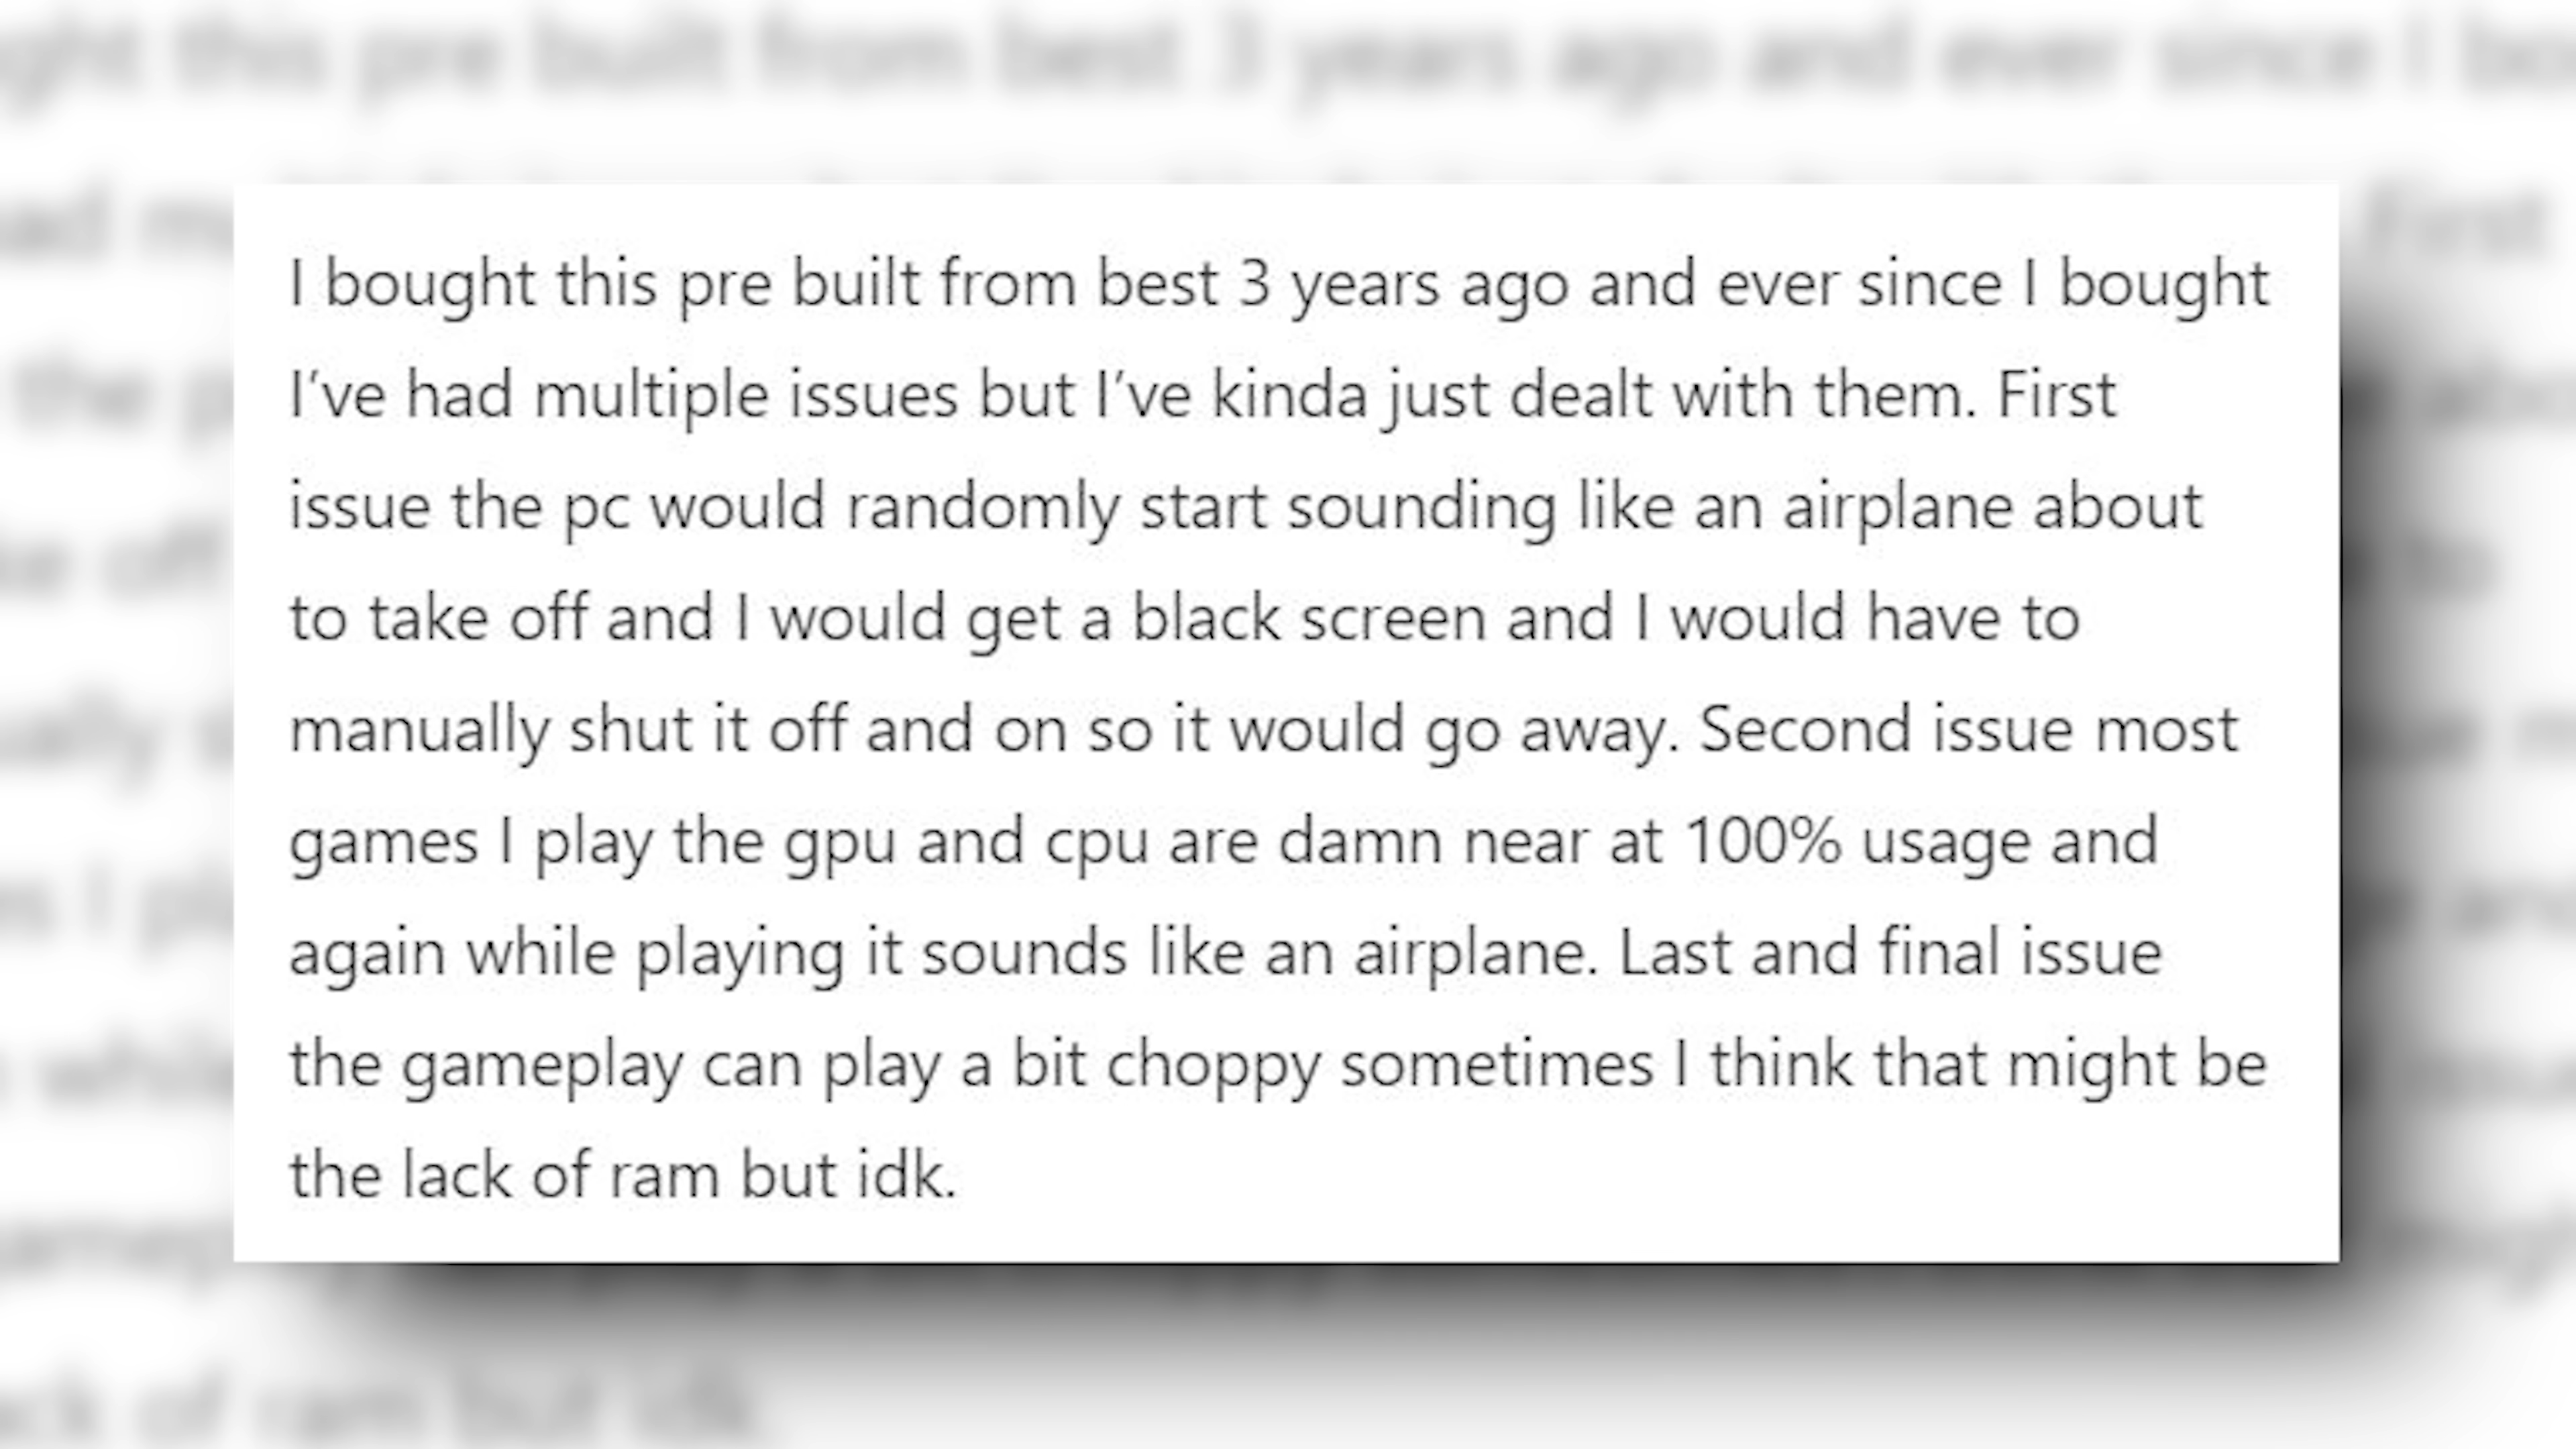 I bought this pre built from best 3 years ago and ever since I bought
I've had multiple issues but I've kinda just dealt with them. First
issue the pc would randomly start sounding like an airplane about
to take off and I would get a black screen and I would have to
manually shut it off and on so it would go away. Second issue most
games I play the gpu and cpu are damn near at 100% usage and
again while playing it sounds like an airplane. Last and final issue
the gameplay can play a bit choppy sometimes I think that might be
the lack of ram but idk.